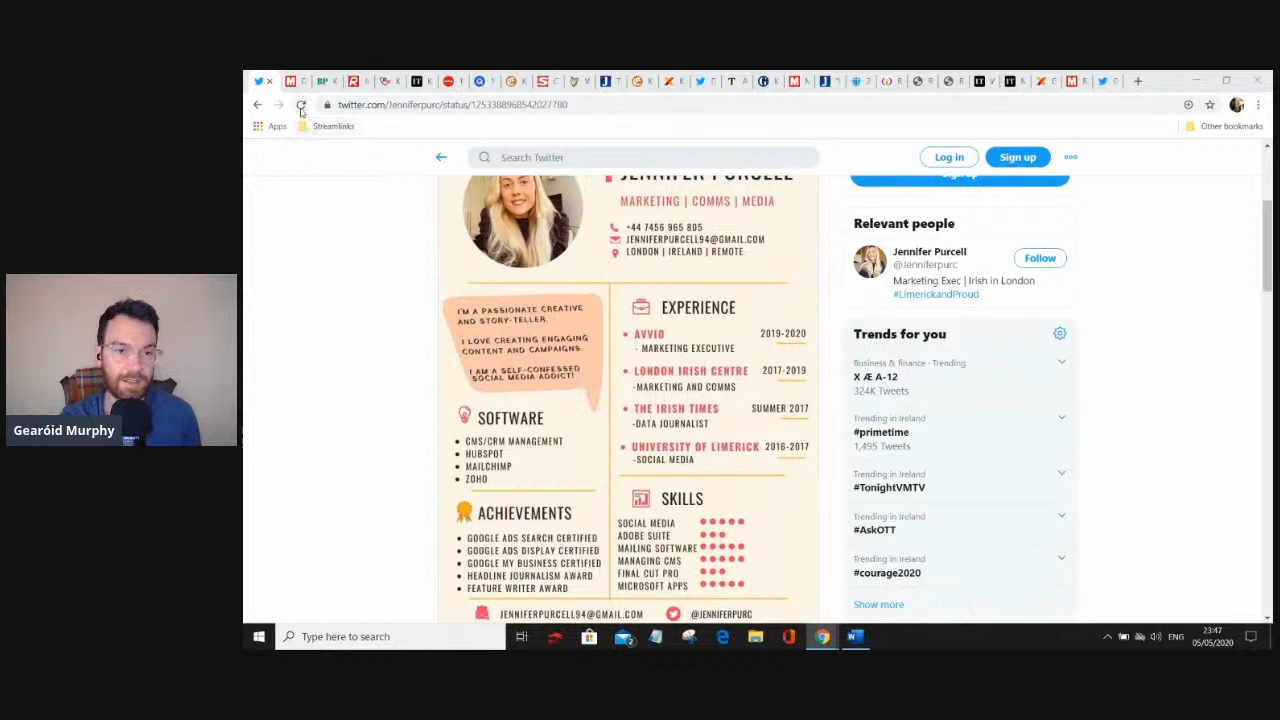 twitter.com/Jenniferpurc/status/1253388968542027780
Apps
Streamlinks
Other bookmarks
Search Twitter
Log in
Sign up
JENNIFER PURCELL
MARKETING | COMMS | MEDIA
+44 7456 965 805
JENNIFERPURCELL94@GMAIL.COM
LONDON | IRELAND | REMOTE
I'M A PASSIONATE CREATIVE
AND STORY-TELLER.
I LOVE CREATING ENGAGING
CONTENT AND CAMPAIGNS.
I AM A SELF-CONFESSED
SOCIAL MEDIA ADDICT!
SOFTWARE
CMS/CRM MANAGEMENT
HUBSPOT
MAILCHIMP
ZOHO
ACHIEVEMENTS
GOOGLE ADS SEARCH CERTIFIED
GOOGLE ADS DISPLAY CERTIFIED
GOOGLE MY BUSINESS CERTIFIED
HEADLINE JOURNALISM AWARD
FEATURE WRITER AWARD
EXPERIENCE
AVVIO 2019-2020
- MARKETING EXECUTIVE
LONDON IRISH CENTRE 2017-2019
-MARKETING AND COMMS
THE IRISH TIMES SUMMER 2017
-DATA JOURNALIST
UNIVERSITY OF LIMERICK 2016-2017
-SOCIAL MEDIA
SKILLS
SOCIAL MEDIA
ADOBE SUITE
MAILING SOFTWARE
MANAGING CMS
FINAL CUT PRO
MICROSOFT APPS
JENNIFERPURCELL94@GMAIL.COM
@JENNIFERPURC
Sign up
Relevant people
Jennifer Purcell
@Jenniferpurc
Follow
Marketing Exec | Irish in London
#LimerickandProud
Trends for you
Business & finance · Trending
X Æ A-12
324K Tweets
Trending in Ireland
#primetime
1,495 Tweets
Trending in Ireland
#TonightVMTV
Trending in Ireland
#AskOTT
Trending in Ireland
#courage2020
Show more
Gearóid Murphy
Type here to search
ENG
23:47
05/05/2020